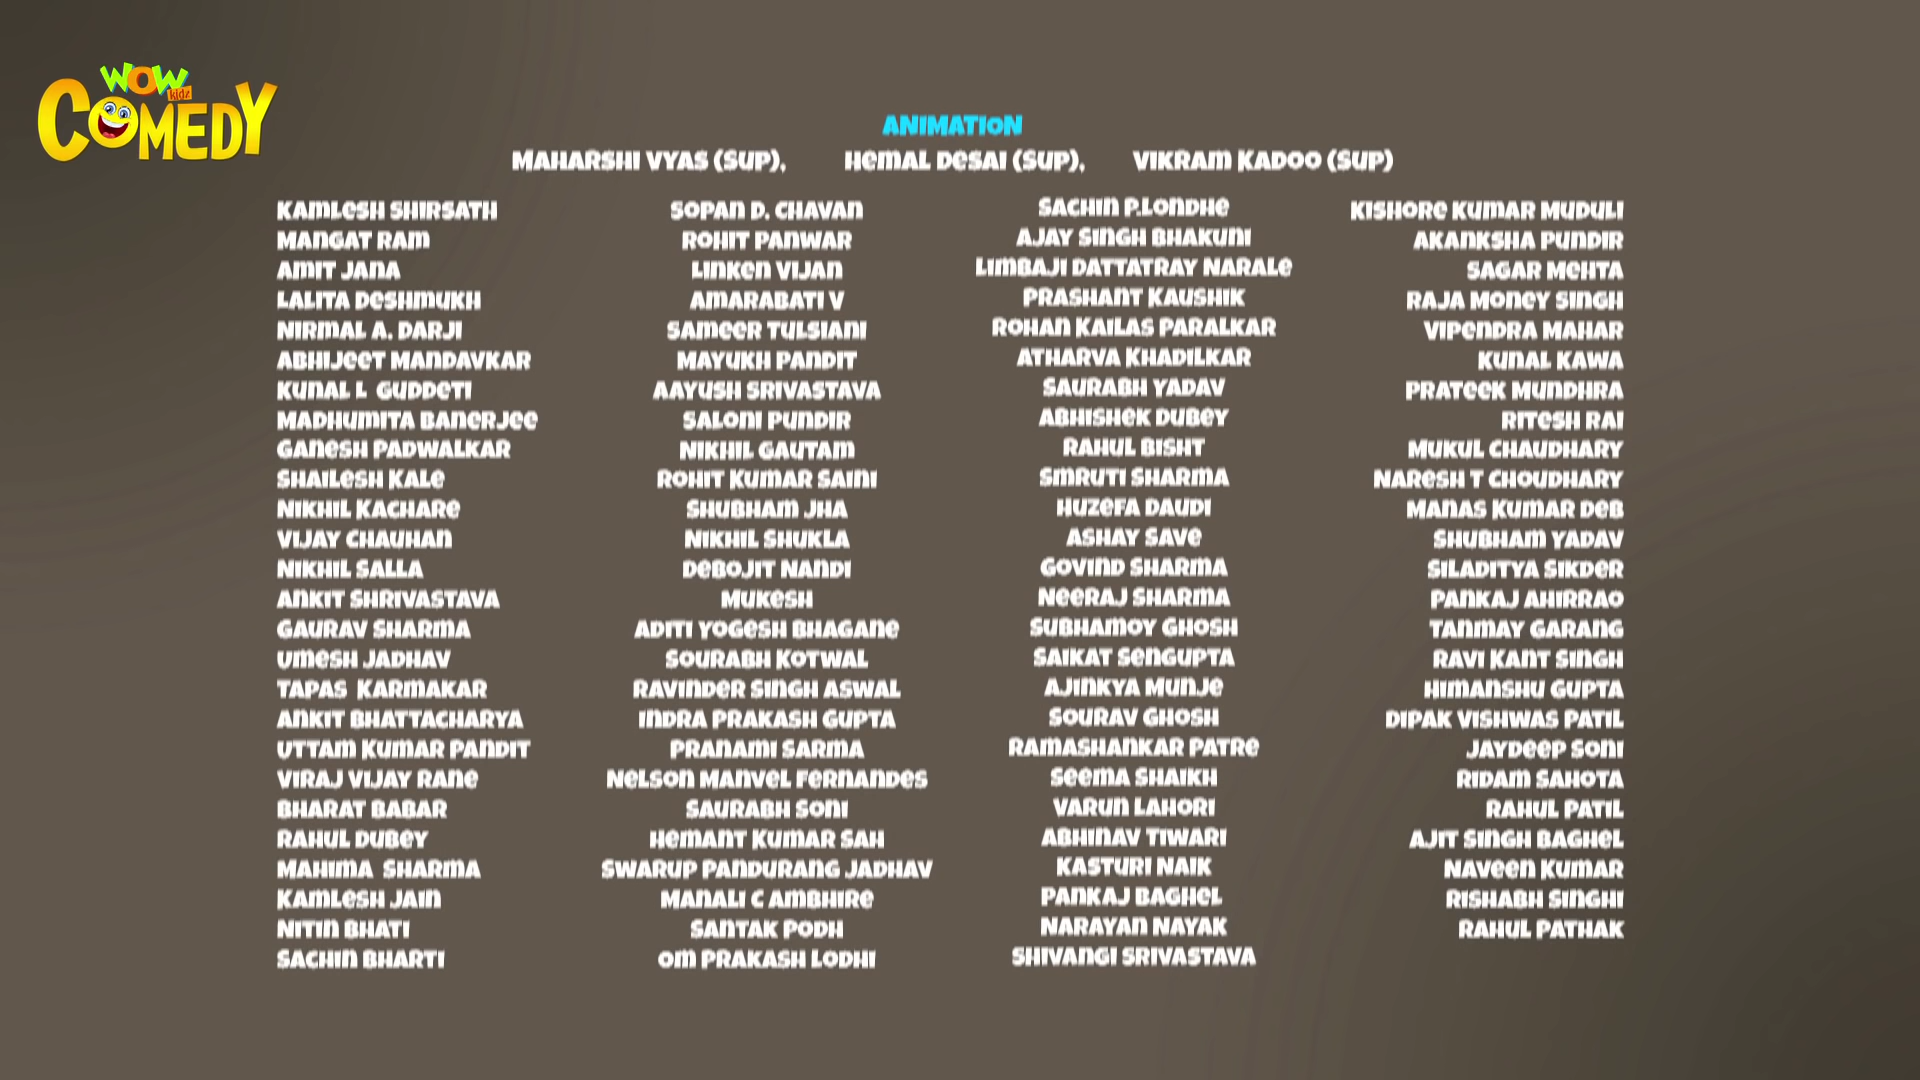 WOW
kidz
COMEDY
ANIMATION
MAHARSHI VYAS (SUP), HEMAL DESAI (SUP), VIKRAM KADOO (SUP)
KAMLESH SHIRSATH
MANGAT RAM
AMIT JANA
LALITA DESHMUKH
NIRMAL A. DARJI
ABHIJEET MANDAVKAR
KUNAL L GUDDETI
MADHUMITA BANERJEE
GANESH PADWALKAR
SHAILESH KALE
NIKHIL KACHARE
VIJAY CHAUHAN
NIKHIL SALLA
ANKIT SHRIVASTAVA
GAURAV SHARMA
UMESH JADHAV
TAPAS KARMAKAR
ANKIT BHATTACHARYA
UTTAM KUMAR PANDIT
VIRAJ VIJAY RANE
BHARAT BABAR
RAHUL DUBEY
MAHIMA SHARMA
KAMLESH JAIN
NITIN BHATI
SACHIN BHARTI
SOPAN D. CHAVAN
ROHIT PANWAR
LINKEN VIJAN
AMARABATI V
SAMEER TULSIANI
MAYUKH PANDIT
AAYUSH SRIVASTAVA
SALONI PUNDIR
NIKHIL GAUTAM
ROHIT KUMAR SAINI
SHUBHAM JHA
NIKHIL SHUKLA
DEBOJIT NANDI
MUKESH
ADITI YOGESH BHAGANE
SOURABH KOTWAL
RAVINDER SINGH ASWAL
INDRA PRAKASH GUPTA
PRANAMI SARMA
NELSON MANVEL FERNANDES
SAURABH SONI
HEMANT KUMAR SAH
SWARUP PANDURANG JADHAV
MANALI C AMBHIRE
SANTAK PODH
OM PRAKASH LODHI
SACHIN P.LONDHE
AJAY SINGH BHAKUNI
LIMBAJI DATTATRAY NARALE
PRASHANT KAUSHIK
ROHAN KAILAS PARALKAR
ATHARVA KHADILKAR
SAURABH YADAV
ABHISHEK DUBEY
RAHUL BISHT
SMRUTI SHARMA
HUZEFA DAUDI
ASHAY SAVE
GOVIND SHARMA
NEERAJ SHARMA
SUBHAMOY GHOSH
SAIKAT SENGUPTA
AJINKYA MUNJE
SOURAV GHOSH
RAMASHANKAR PATRE
SEEMA SHAIKH
VARUN LAHORI
ABHINAV TIWARI
KASTURI NAIK
PANKAJ BAGHEL
NARAYAN NAYAK
SHIVANGI SRIVASTAVA
KISHORE KUMAR MUDULI
AKANKSHA PUNDIR
SAGAR MEHTA
RAJA MONEY SINGH
VIPENDRA MAHAR
KUNAL KAWA
PRATEEK MUNDHRA
RITESH RAI
MUKUL CHAUDHARY
NARESH T CHOUDHARY
MANAS KUMAR DEB
SHUBHAM YADAV
SILADITYA SIKDER
PANKAJ AHIRRAO
TANMAY GARANG
RAVI KANT SINGH
HIMANSHU GUPTA
DIPAK VISHWAS PATIL
JAYDEEP SONI
RIDAM SAHOTA
RAHUL PATIL
AJIT SINGH BAGHEL
NAVEEN KUMAR
RISHABH SINGHI
RAHUL PATHAK